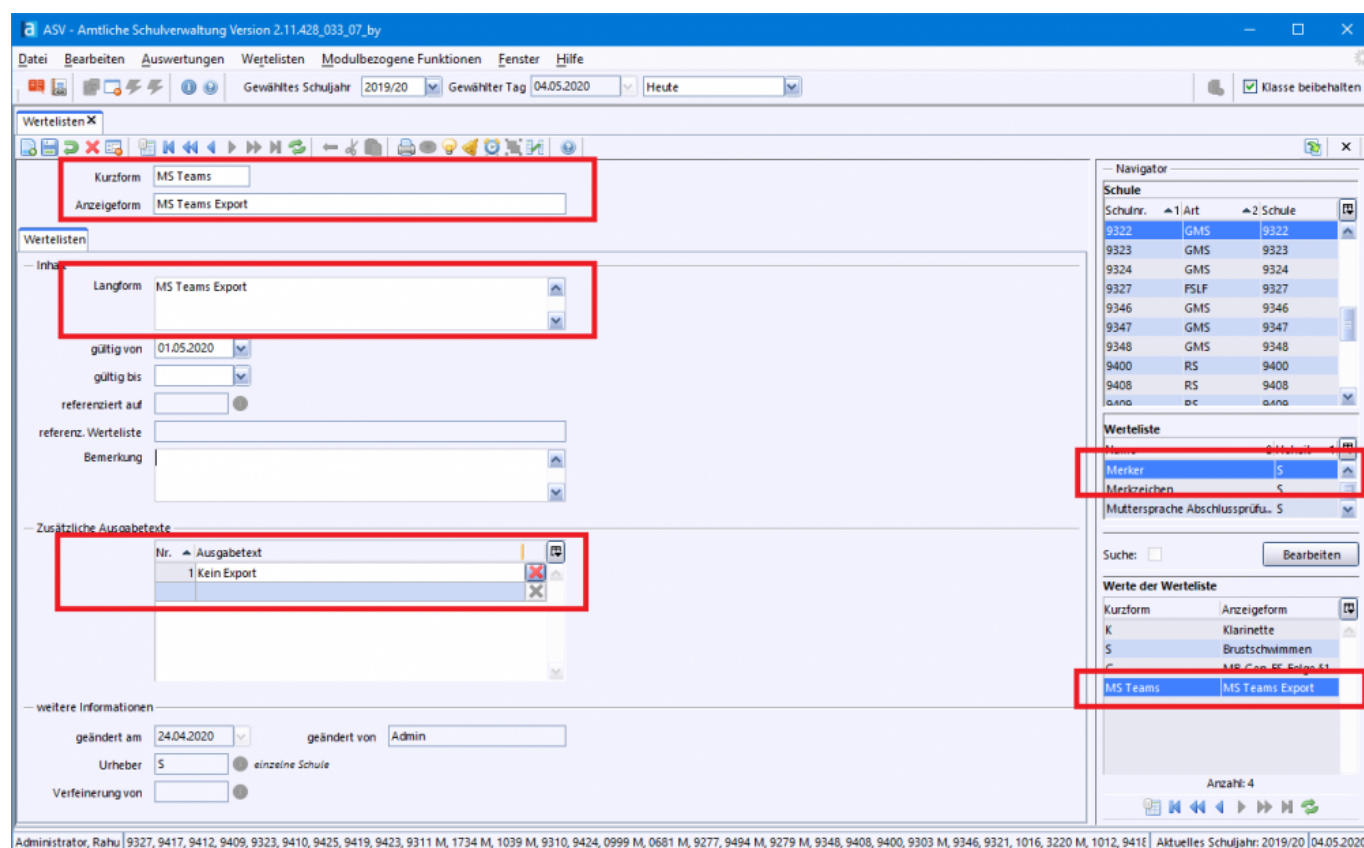 ASV - Amtliche Schulverwaltung Version 2.11.428_033_07_by
Datei Bearbeiten Auswertungen Wertelisten Modulbezogene Funktionen Fenster Hilfe
Gewähltes Schuljahr 2019/20 Gewählter Tag 04.05.2020 Heute Klasse beibehalten
Wertelisten
Kurzform MS Teams
Anzeigeform MS Teams Export
Wertelisten
Inhalt
Langform MS Teams Export
gültig von 01.05.2020
gültig bis
referenziert auf
referenz. Werteliste
Bemerkung
Zusätzliche Ausgabetexte
Nr. Ausgabetext
1 Kein Export
weitere Informationen
geändert am 24.04.2020 geändert von Admin
Urheber S einzelne Schule
Verfeinerung von
Navigator
Schule
Schulnr. 1 Art 2 Schule
9322 GMS 9322
9323 GMS 9323
9324 GMS 9324
9327 FSLF 9327
9346 GMS 9346
9347 GMS 9347
9348 GMS 9348
9400 RS 9400
9408 RS 9408
9409 RS 9409
Werteliste
Merker S
Merkzeichen S
Muttersprache Abschlussprüfu... S
Suche: Bearbeiten
Werte der Werteliste
Kurzform Anzeigeform
K Klarinette
S Brustschwimmen
MS Teams MS Teams Export
Anzahl: 4
Administrator, Rahu 9327, 9417, 9412, 9409, 9323, 9410, 9425, 9419, 9423, 9311 M, 1734 M, 1039 M, 9310, 9424, 0999 M, 0681 M, 9277, 9494 M, 9279 M, 9348, 9408, 9400, 9303 M, 9346, 9321, 1016, 3220 M, 1012, 9418 Aktuelles Schuljahr: 2019/20 04.05.2020